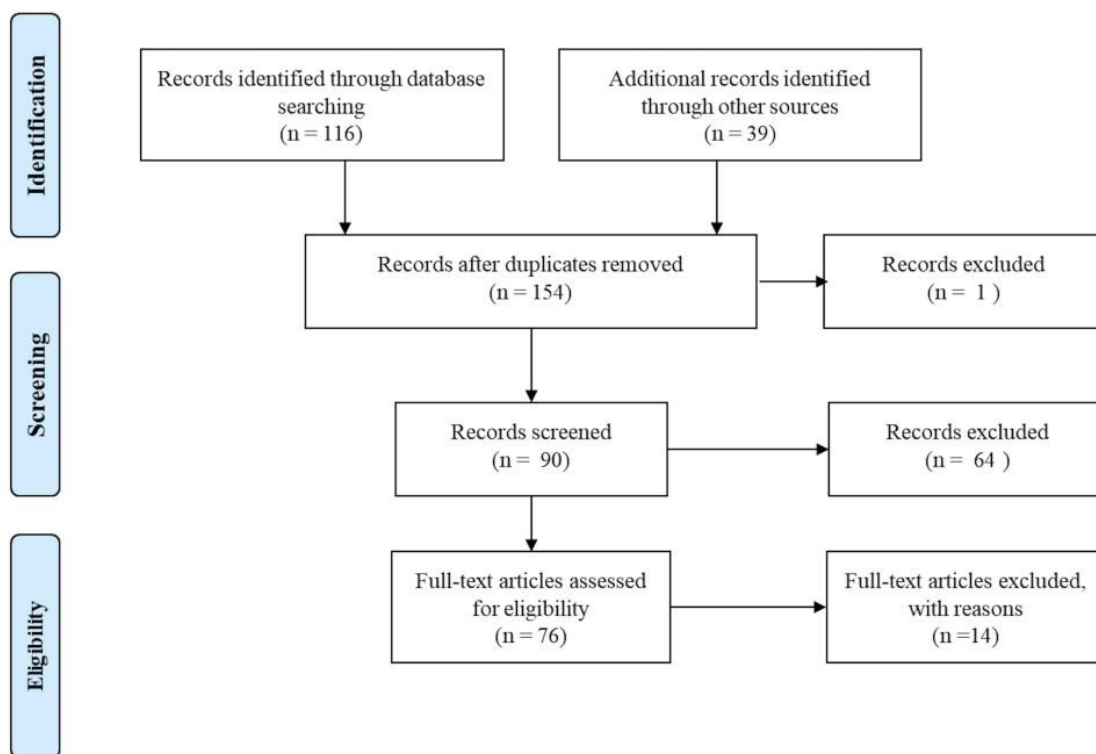 Identification
Records identified through database
searching
(n = 116)
Additional records identified
through other sources
(n = 39)
Records after duplicates removed
(n = 154)
Records excluded
(n = 1 )
Screening
Records screened
(n = 90)
Records excluded
(n = 64 )
Eligibility
Full-text articles assessed
for eligibility
(n = 76)
Full-text articles excluded,
with reasons
(n =14)